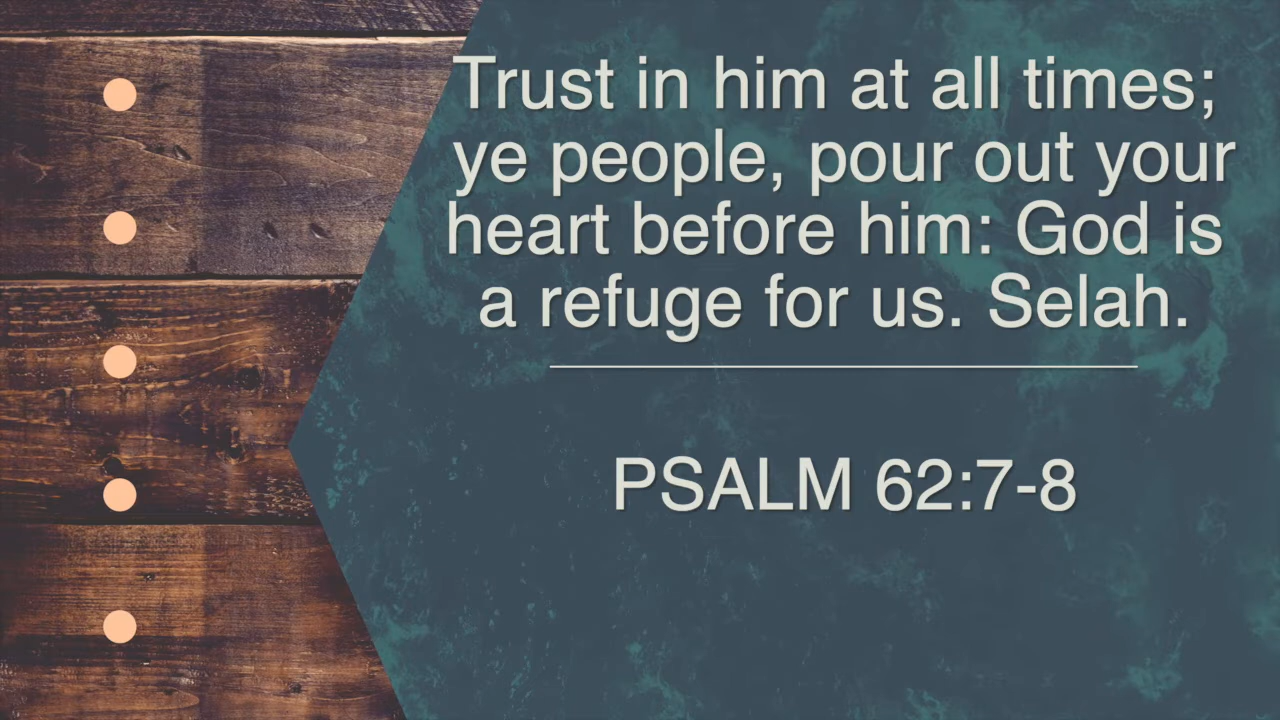 Trust in him at all times;
ye people, pour out your
heart before him: God is
a refuge for us. Selah.
PSALM 62:7-8